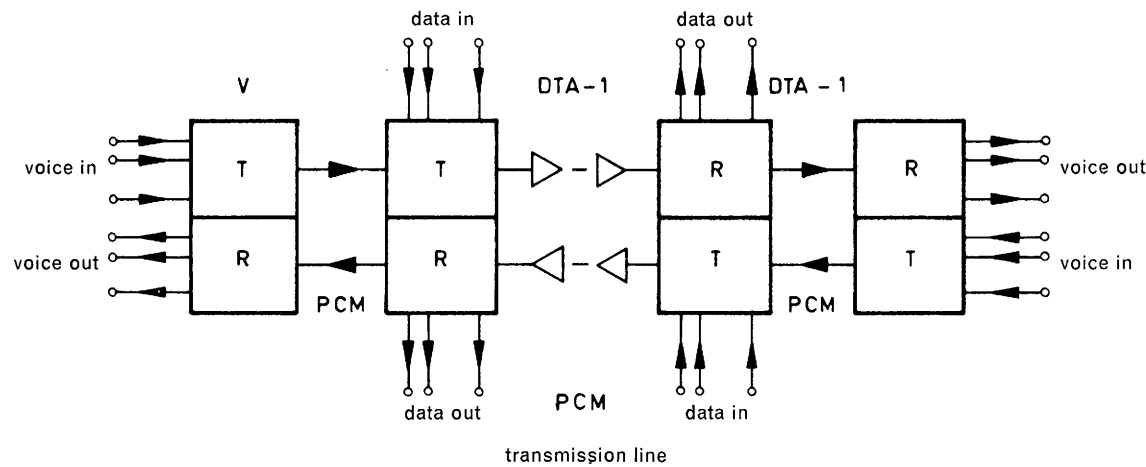 data in
data out
V
DTA-1
DTA - 1
voice in
T
T
R
R
voice out
voice out
R
R
T
T
voice in
PCM
PCM
data out
PCM
data in
transmission line